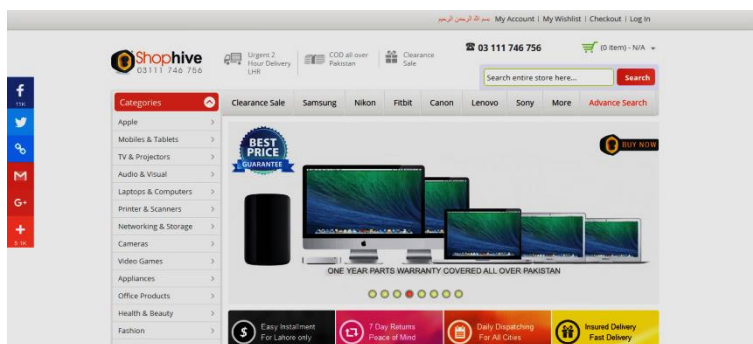 بسم الله الرحمن الرحيم My Account | My Wishlist | Checkout | Log In
Shophive
03111 746 756
Urgent 2
Hour Delivery
LHR
COD all over
Pakistan
Clearance
Sale
03 111 746 756
(0 item) - N/A
Search entire store here...
Search
f
11K
G+
5.1K
Categories
Clearance Sale Samsung Nikon Fitbit Canon Lenovo Sony More Advance Search
Apple
Mobiles & Tablets
TV & Projectors
Audio & Visual
Laptops & Computers
Printer & Scanners
Networking & Storage
Cameras
Video Games
Appliances
Office Products
Health & Beauty
Fashion
BEST
PRICE
GUARANTEE
BUY NOW
ONE YEAR PARTS WARRANTY COVERED ALL OVER PAKISTAN
Easy Installment
For Lahore only
7 Day Returns
Peace of Mind
Daily Dispatching
For All Cities
Insured Delivery
Fast Delivery